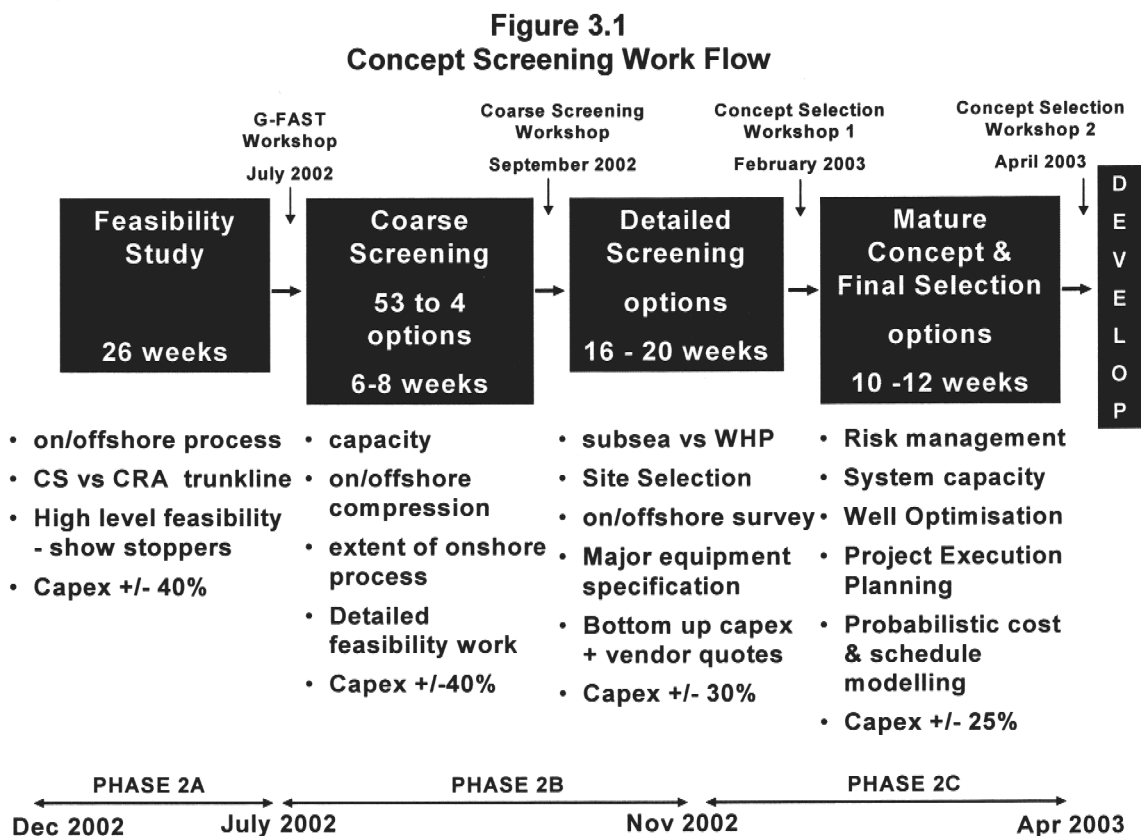 Figure 3.1
Concept Screening Work Flow
G-FAST
Workshop
July 2002
Coarse Screening
Workshop
September 2002
Concept Selection
Workshop 1
February 2003
Concept Selection
Workshop 2
April 2003
Feasibility
Study
26 weeks
Coarse
Screening
53 to 4
options
6-8 weeks
Detailed
Screening
options
16 - 20 weeks
Mature
Concept &
Final Selection
options
10 -12 weeks
D
E
V
E
L
O
P
• on/offshore process
• CS vs CRA trunkline
• High level feasibility
- show stoppers
• Capex +/- 40%
• capacity
• on/offshore
compression
• extent of onshore
process
• Detailed
feasibility work
• Capex +/-40%
• subsea vs WHP
• Site Selection
• on/offshore survey
• Major equipment
specification
• Bottom up capex
+ vendor quotes
• Capex +/- 30%
• Risk management
• System capacity
• Well Optimisation
• Project Execution
Planning
• Probabilistic cost
& schedule
modelling
• Capex +/- 25%
PHASE 2A
PHASE 2B
PHASE 2C
Dec 2002
July 2002
Nov 2002
Apr 2003